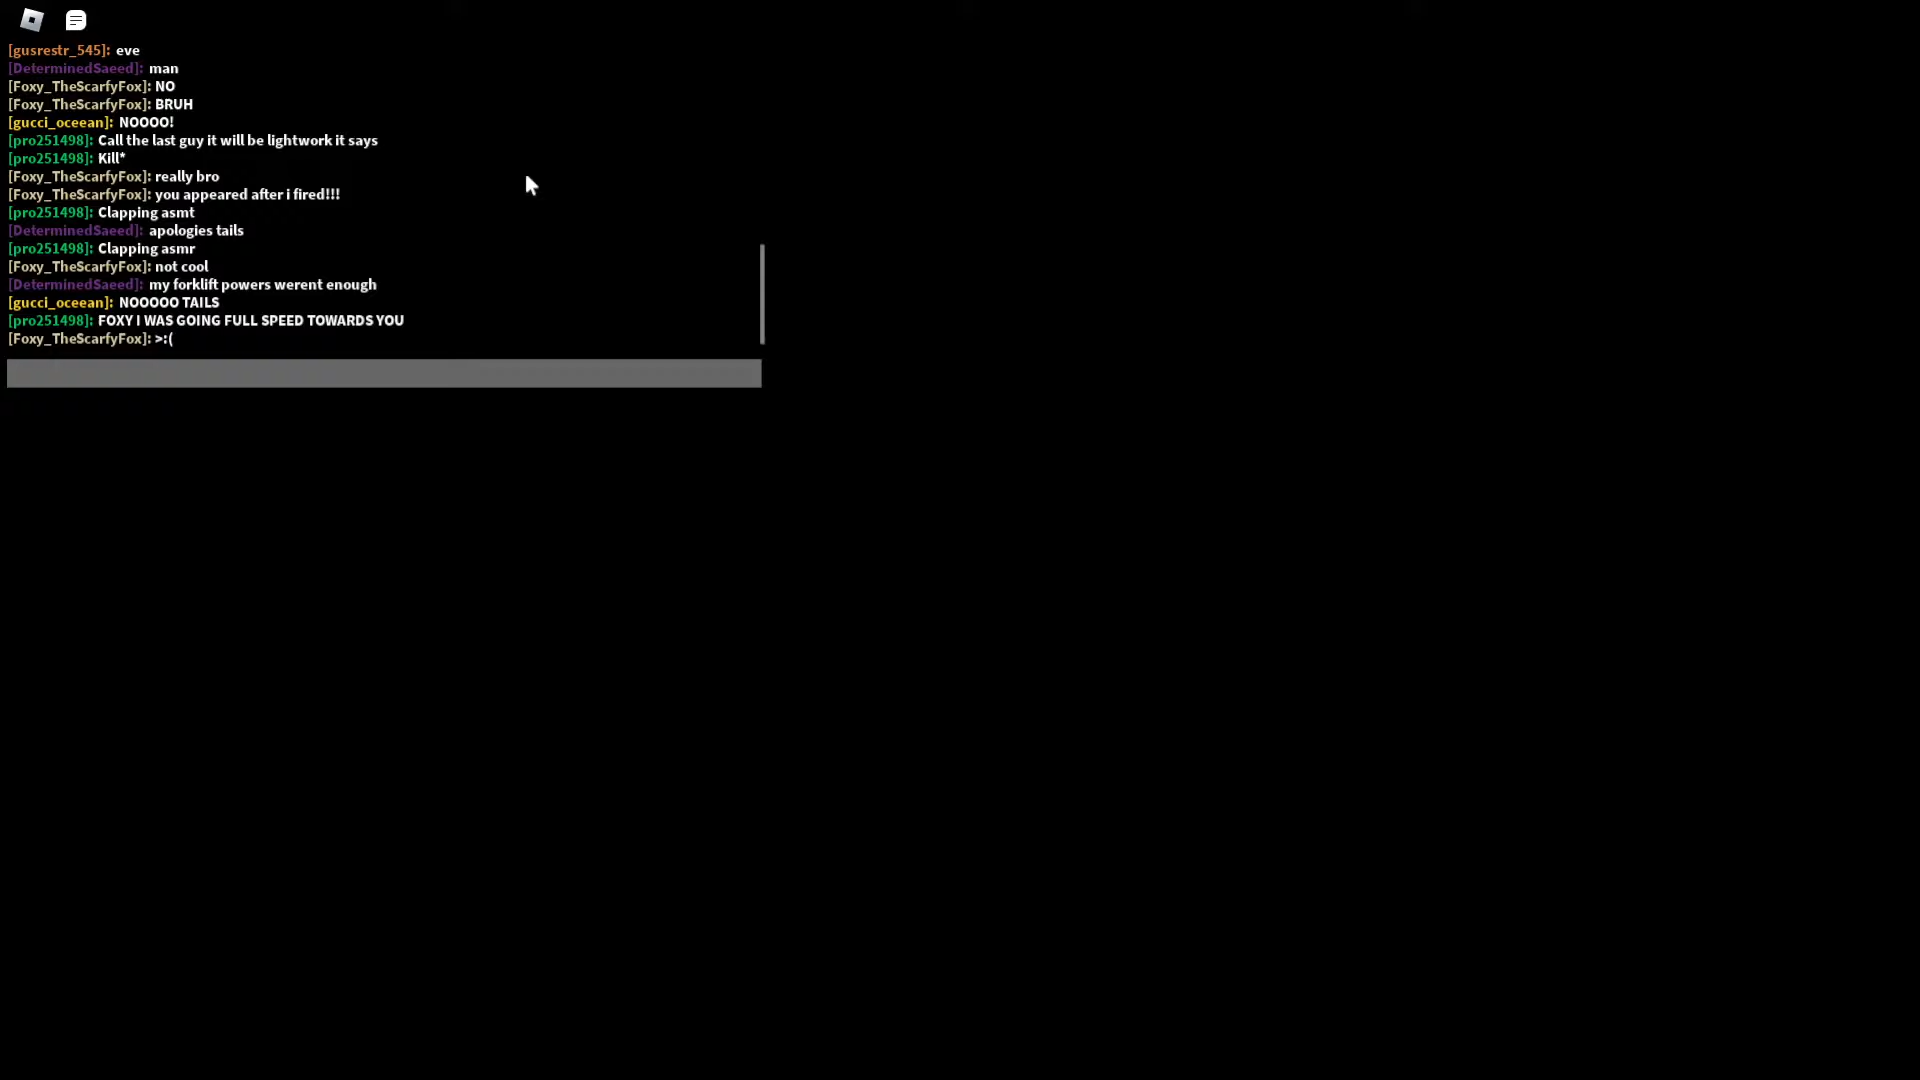 [gusrestr_545]: eve
[DeterminedSaeed]: man
[Foxy_TheScarfyFox]: NO
[Foxy_TheScarfyFox]: BRUH
[gucci_oceean]: NOOOO!
[pro251498]: Call the last guy it will be lightwork it says
[pro251498]: Kill*
[Foxy_TheScarfyFox]: really bro
[Foxy_TheScarfyFox]: you appeared after i fired!!!
[pro251498]: Clapping asmt
[DeterminedSaeed]: apologies tails
[pro251498]: Clapping asmr
[Foxy_TheScarfyFox]: not cool
[DeterminedSaeed]: my forklift powers werent enough
[gucci_oceean]: NOOOOO TAILS
[pro251498]: FOXY I WAS GOING FULL SPEED TOWARDS YOU
[Foxy_TheScarfyFox]: >:(